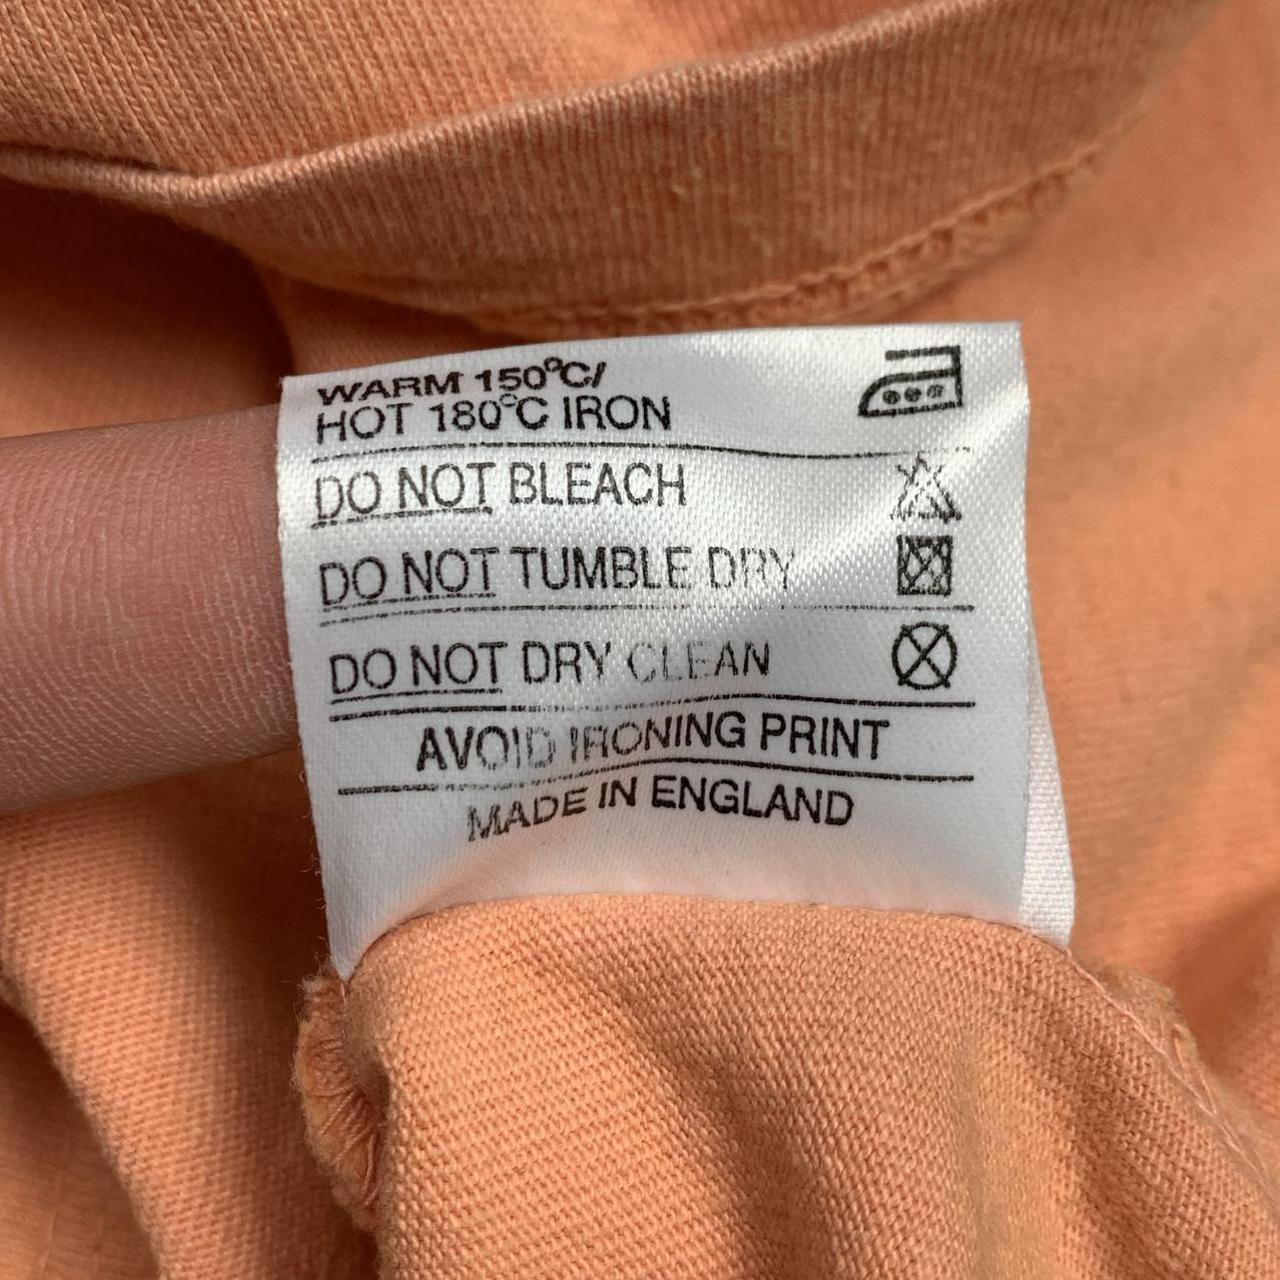 WARM 150°C/
HOT 180°C IRON
DO NOT BLEACH
DO NOT TUMBLE DRY
DO NOT DRY CLEAN
AVOID IRONING PRINT
MADE IN ENGLAND